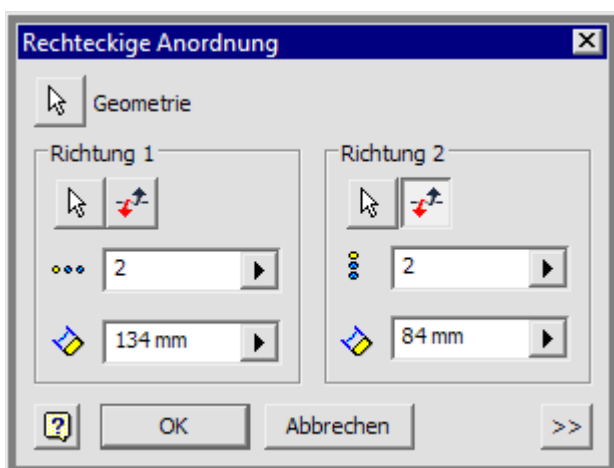 Rechteckige Anordnung
Geometrie
Richtung 1
Richtung 2
2
2
134 mm
84 mm
?
OK
Abbrechen
>>